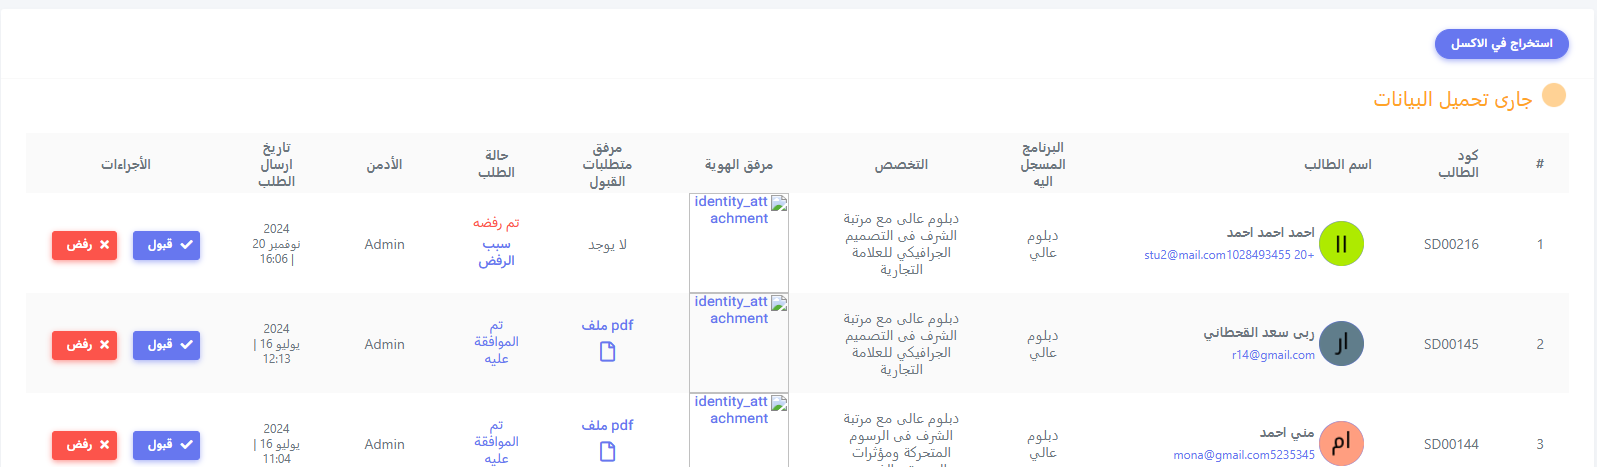 استخراج في الاكسل
جارى تحميل البيانات
#
كود
الطالب
اسم الطالب
البرنامج
المسجل
اليه
التخصص
مرفق الهوية
مرفق
متطلبات
القبول
حالة
الطلب
الأدمن
تاريخ
ارسال
الطلب
الأجراءات
1
SD00216
اا
احمد احمد احمد
stu2@mail.com1028493455 20+
دبلوم
عالي
دبلوم عالى مع مرتبة
الشرف فى التصميم
الجرافيكي للعلامة
التجارية
identity_att
achment
لا يوجد
تم رفضه
سبب
الرفض
Admin
2024
نوفمبر 20
16:06 |
قبول
رفض
2
SD00145
ار
ربى سعد القحطاني
r14@gmail.com
دبلوم
عالي
دبلوم عالى مع مرتبة
الشرف فى التصميم
الجرافيكي للعلامة
التجارية
identity_att
achment
ملف pdf
تم
الموافقة
عليه
Admin
2024
يوليو 16 |
12:13
قبول
رفض
3
SD00144
ام
مني احمد
mona@gmail.com5235345
دبلوم
عالي
دبلوم عالى مع مرتبة
الشرف فى الرسوم
المتحركة ومؤثرات
identity_att
achment
ملف pdf
تم
الموافقة
عليه
Admin
2024
يوليو 16 |
11:04
قبول
رفض